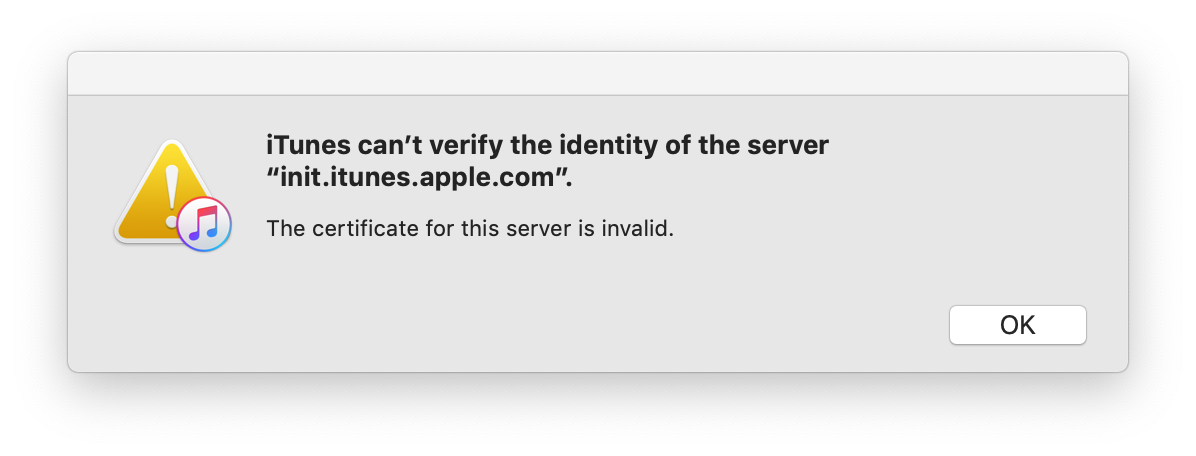 iTunes can’t verify the identity of the server
“init.itunes.apple.com”.
The certificate for this server is invalid.
OK